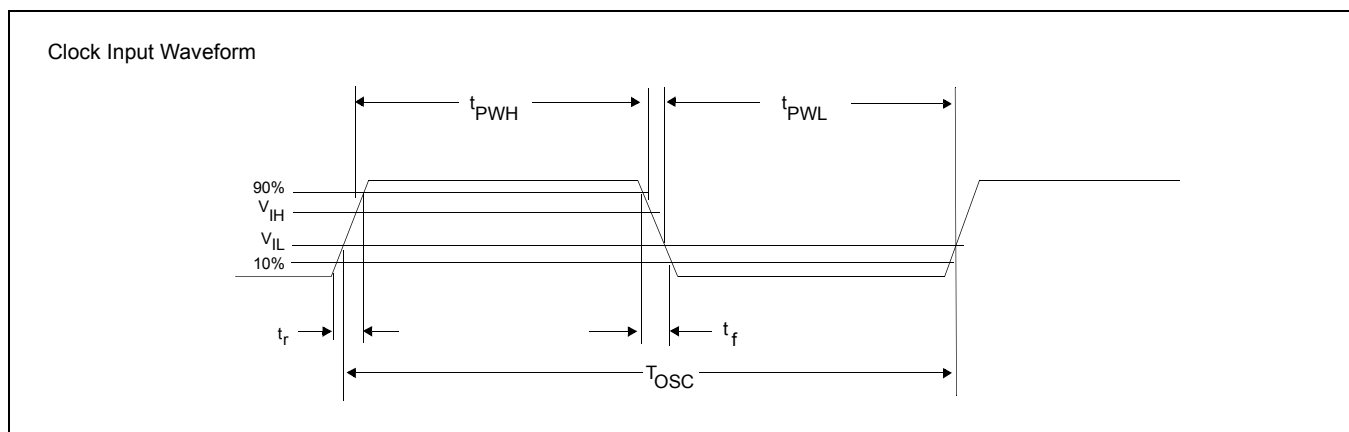 Clock Input Waveform
tPWH
tPWL
90%
VIH
VIL
10%
tr
tf
TOSC